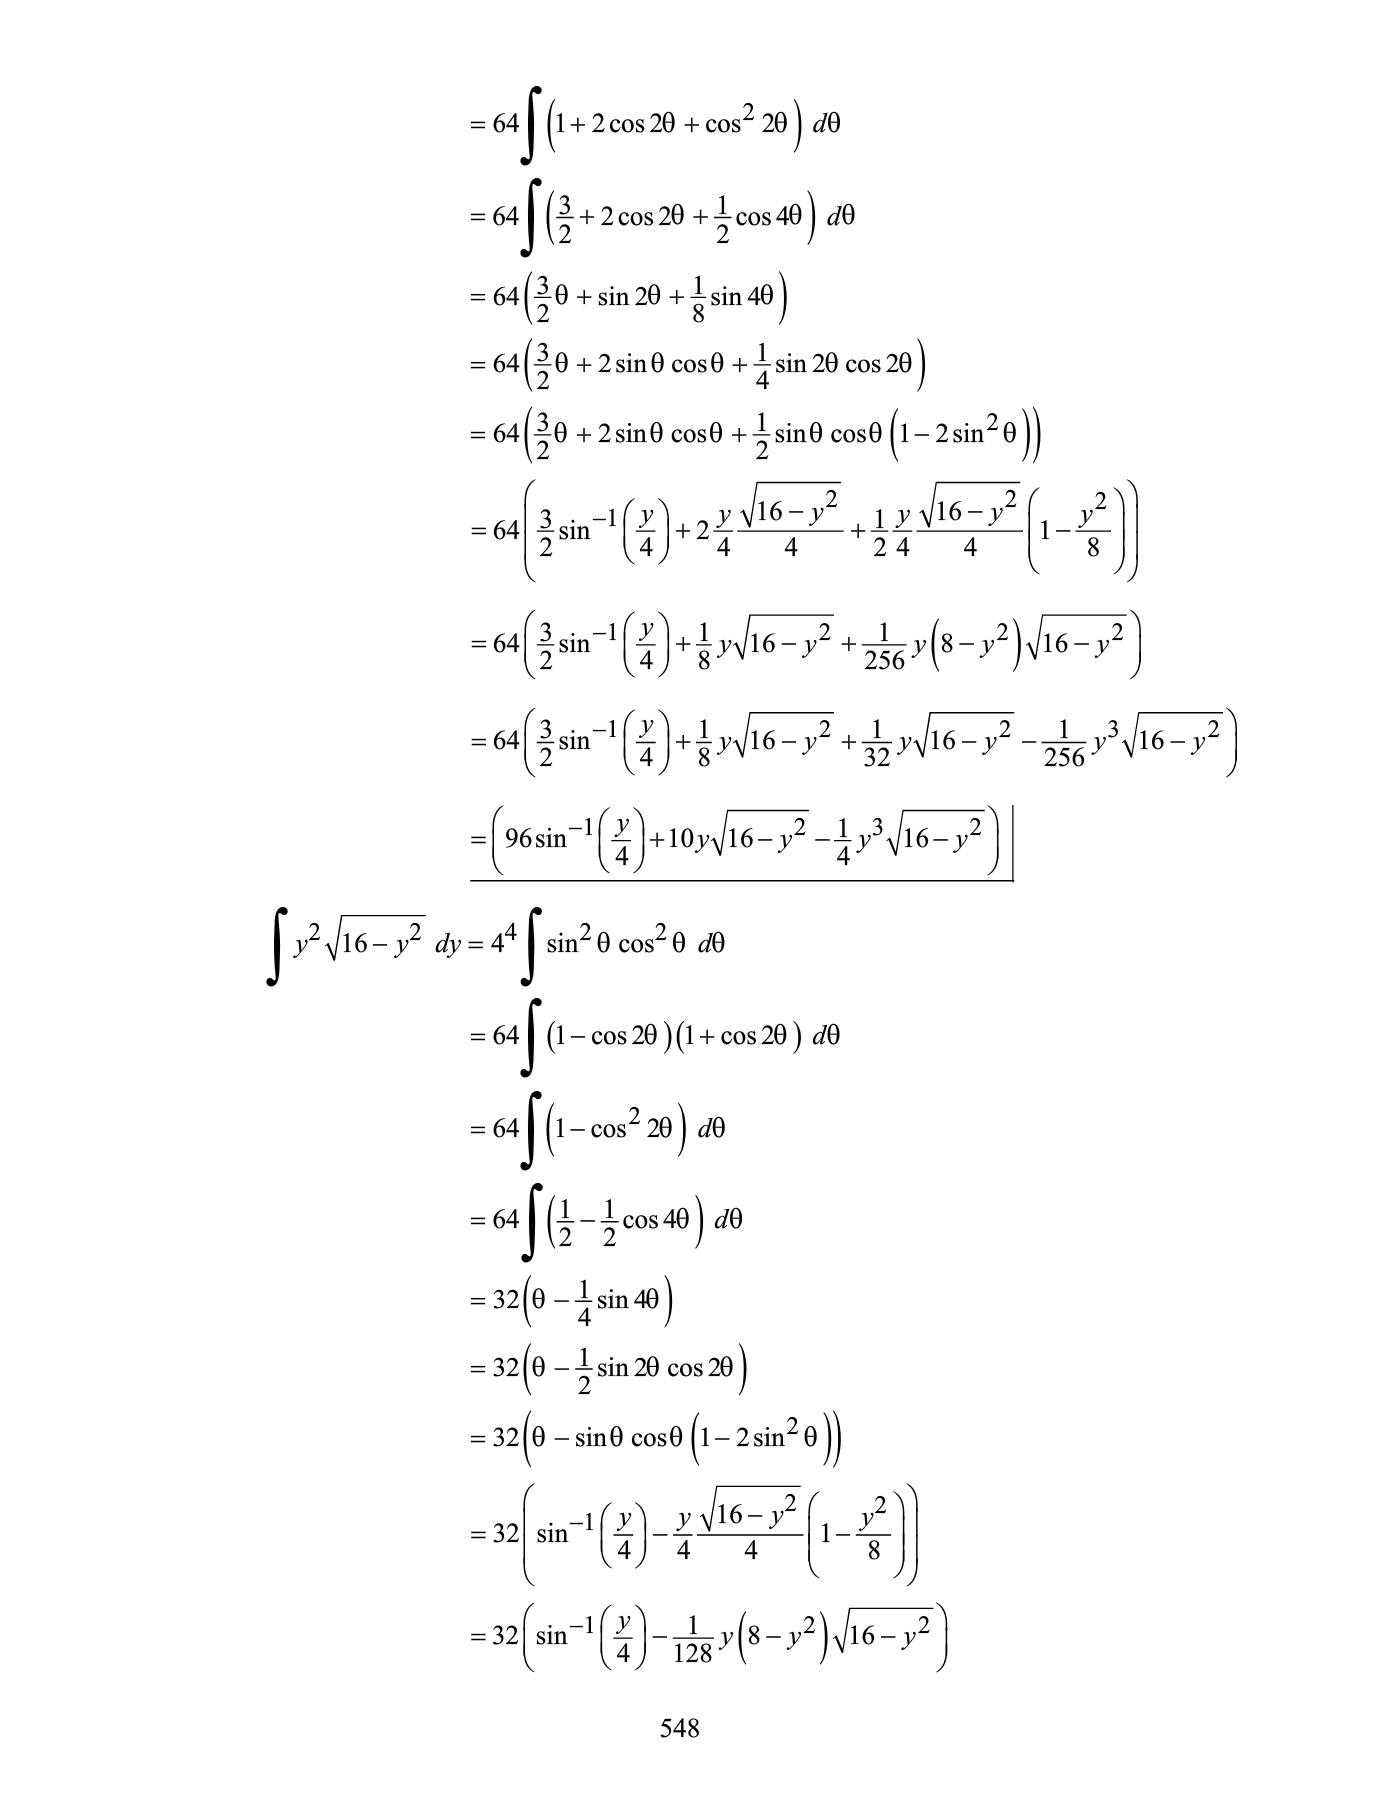 = 64∫(1 + 2 cos 2θ + cos² 2θ) dθ
= 64∫(3/2 + 2 cos 2θ + 1/2 cos 4θ) dθ
= 64(3/2 θ + sin 2θ + 1/8 sin 4θ)
= 64(3/2 θ + 2 sin θ cos θ + 1/4 sin 2θ cos 2θ)
= 64(3/2 θ + 2 sin θ cos θ + 1/2 sin θ cos θ (1 − 2 sin² θ))
= 64(3/2 sin⁻¹(y/4) + 2 y/4 √(16 − y²)/4 + 1/2 y/4 √(16 − y²)/4 (1 − y²/8))
= 64(3/2 sin⁻¹(y/4) + 1/8 y√(16 − y²) + 1/256 y(8 − y²)√(16 − y²))
= 64(3/2 sin⁻¹(y/4) + 1/8 y√(16 − y²) + 1/32 y√(16 − y²) − 1/256 y³√(16 − y²))
= (96 sin⁻¹(y/4) + 10y√(16 − y²) − 1/4 y³√(16 − y²))|
∫ y²√(16 − y²) dy = 4⁴∫ sin² θ cos² θ dθ
= 64∫(1 − cos 2θ)(1 + cos 2θ) dθ
= 64∫(1 − cos² 2θ) dθ
= 64∫(1/2 − 1/2 cos 4θ) dθ
= 32(θ − 1/4 sin 4θ)
= 32(θ − 1/2 sin 2θ cos 2θ)
= 32(θ − sin θ cos θ (1 − 2 sin² θ))
= 32(sin⁻¹(y/4) − y/4 √(16 − y²)/4 (1 − y²/8))
= 32(sin⁻¹(y/4) − 1/128 y(8 − y²)√(16 − y²))
548